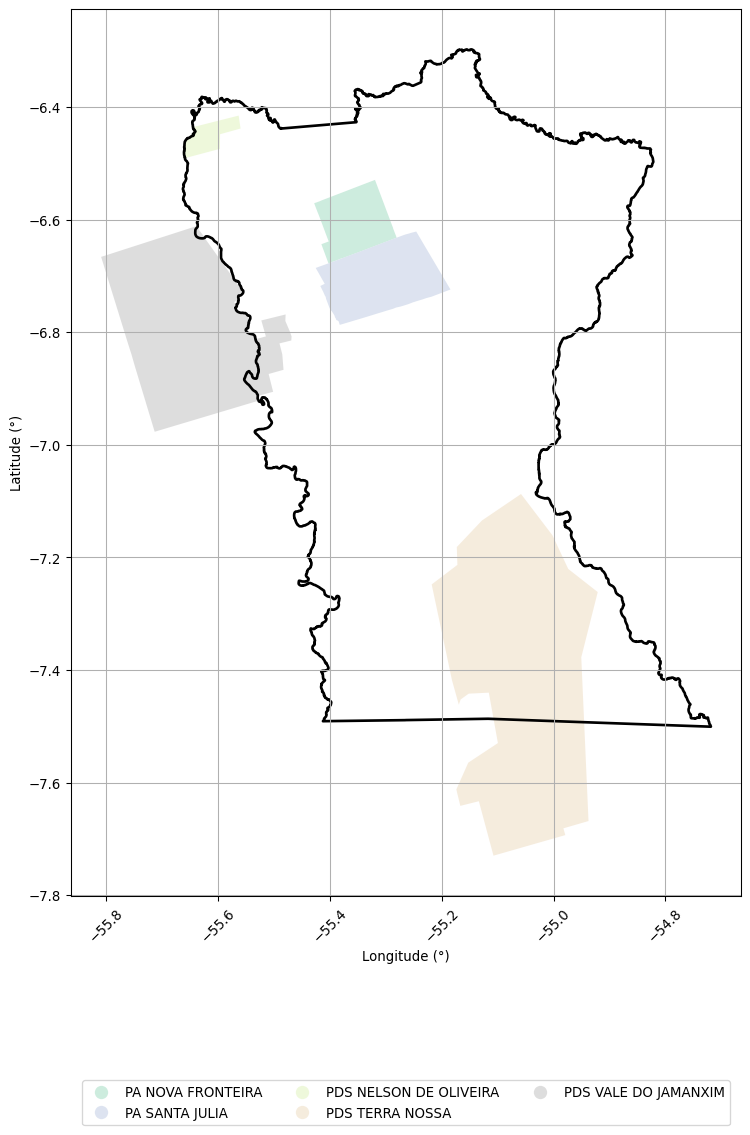 −6.4
−6.6
−6.8
−7.0
−7.2
−7.4
−7.6
−7.8
Latitude (°)
−55.8 −55.6 −55.4 −55.2 −55.0 −54.8
Longitude (°)
PA NOVA FRONTEIRA PDS NELSON DE OLIVEIRA PDS VALE DO JAMANXIM
PA SANTA JULIA PDS TERRA NOSSA